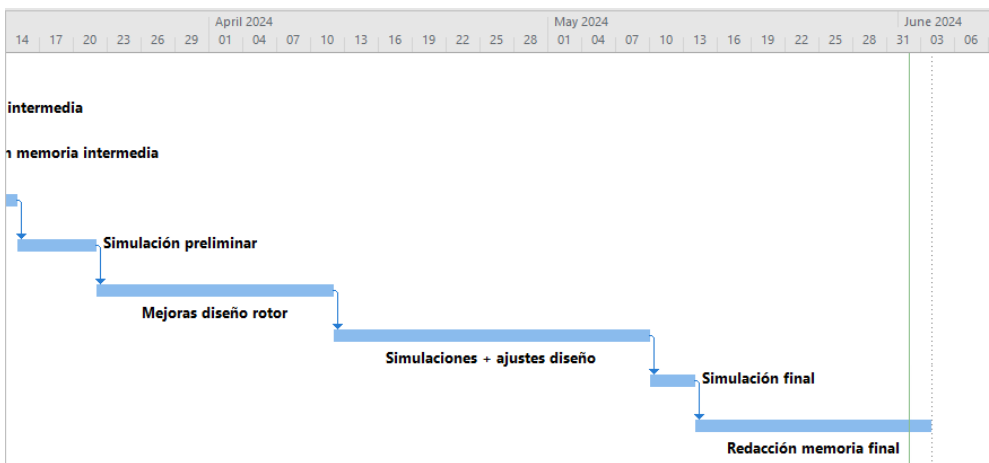 April 2024 May 2024 June 2024
14 17 20 23 26 29 01 04 07 10 13 16 19 22 25 28 01 04 07 10 13 16 19 22 25 28 31 03 06
intermedia
memoria intermedia
Simulación preliminar
Mejoras diseño rotor
Simulaciones + ajustes diseño
Simulación final
Redacción memoria final